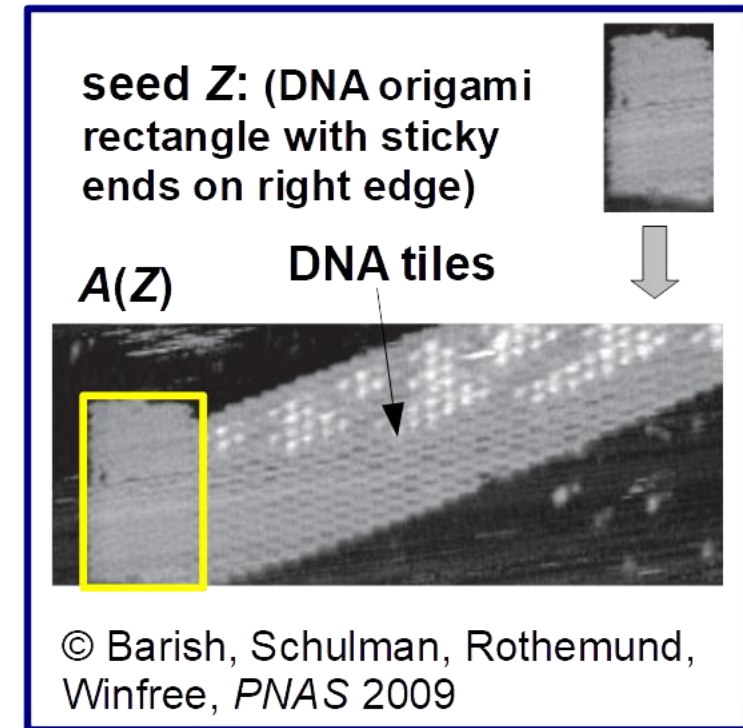 seed Z: (DNA origami
rectangle with sticky
ends on right edge)
DNA tiles
A(Z)
© Barish, Schulman, Rothemund,
Winfree, PNAS 2009